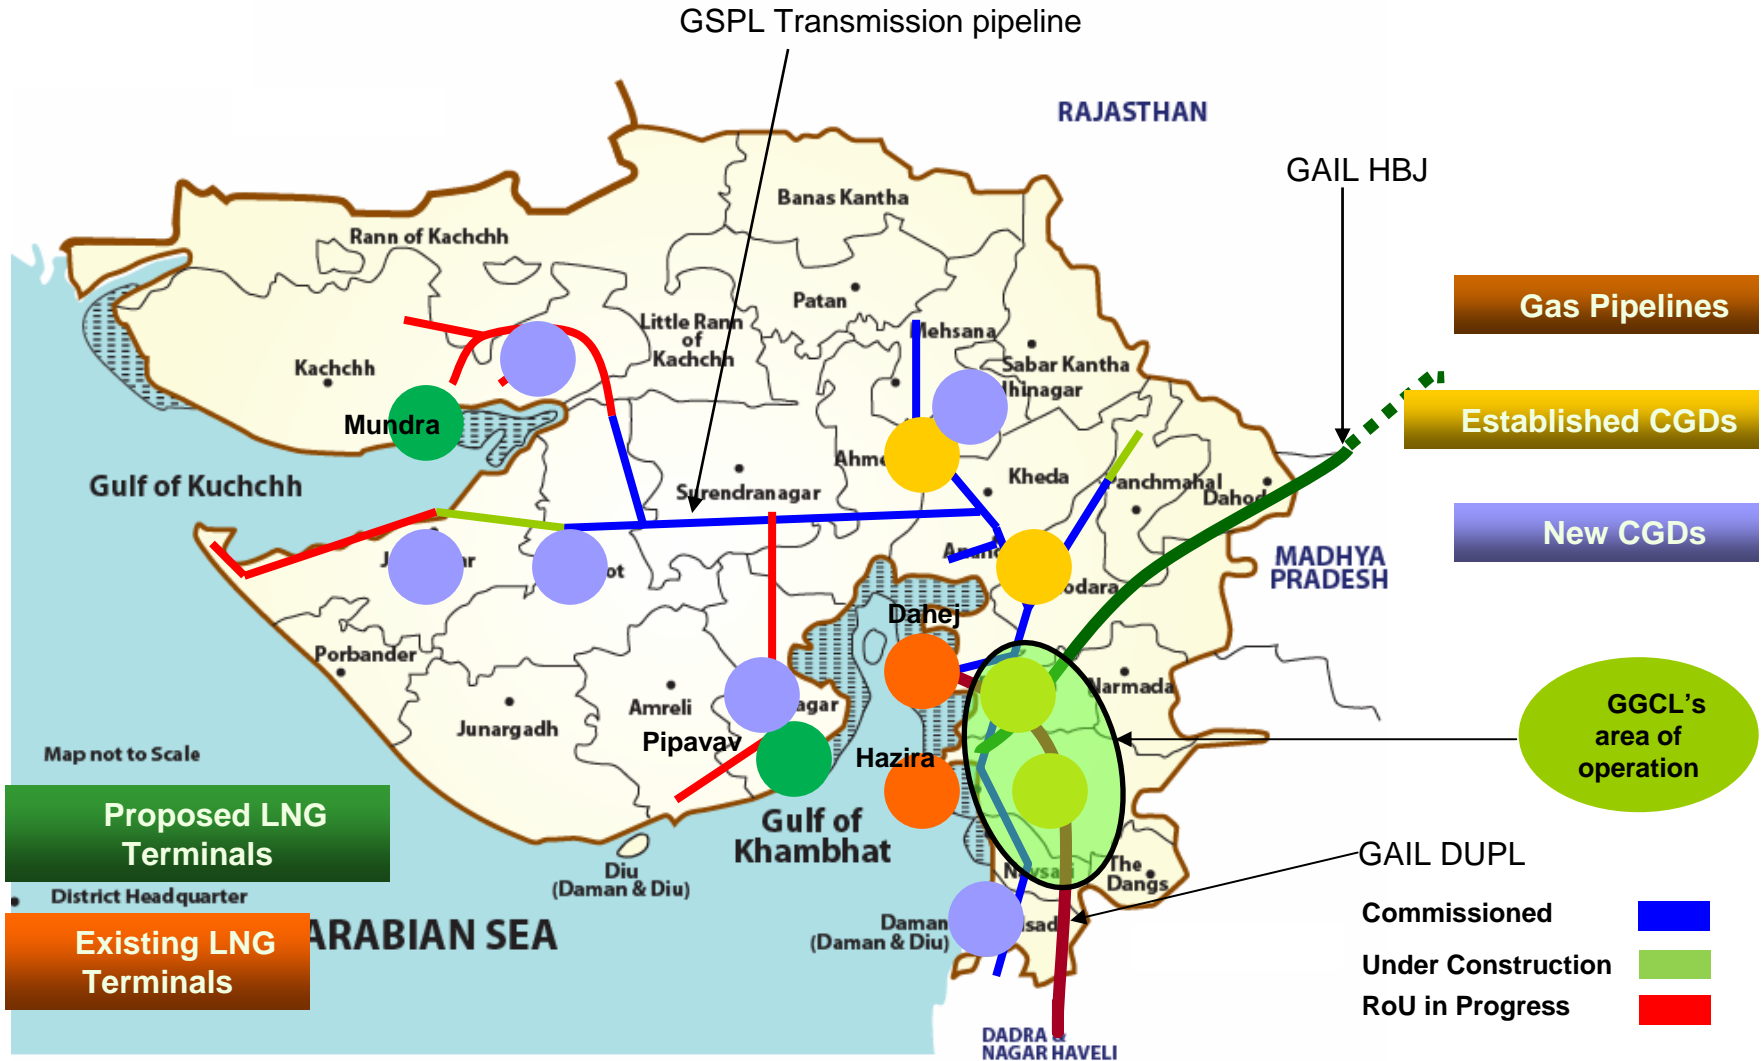 GSPL Transmission pipeline
RAJASTHAN
GAIL HBJ
Banas Kantha
Rann of Kachchh
Gas Pipelines
Patan
Little Rann
of
Kachchh
Mehsana
Sabar Kantha
Kachchh
Established CGDs
Mundra
Gulf of Kuchchh
Kheda
Surendranagar
Panchmahal
Dahod
New CGDs
MADHYA
PRADESH
Dahej
Porbander
Narmada
Amreli
Junargadh
GGCL'S
area of
operation
Pipavav
Hazira
Map not to Scale
Proposed LNG
Terminals
Gulf of
Khambhat
GAIL DUPL
Diu
(Daman & Diu)
The
Dangs
District Headquarter
Commissioned
ARABIAN SEA
Daman
(Daman & Diu)
Existing LNG
Terminals
Under Construction
RoU in Progress
DADRA &
NAGAR HAVELI